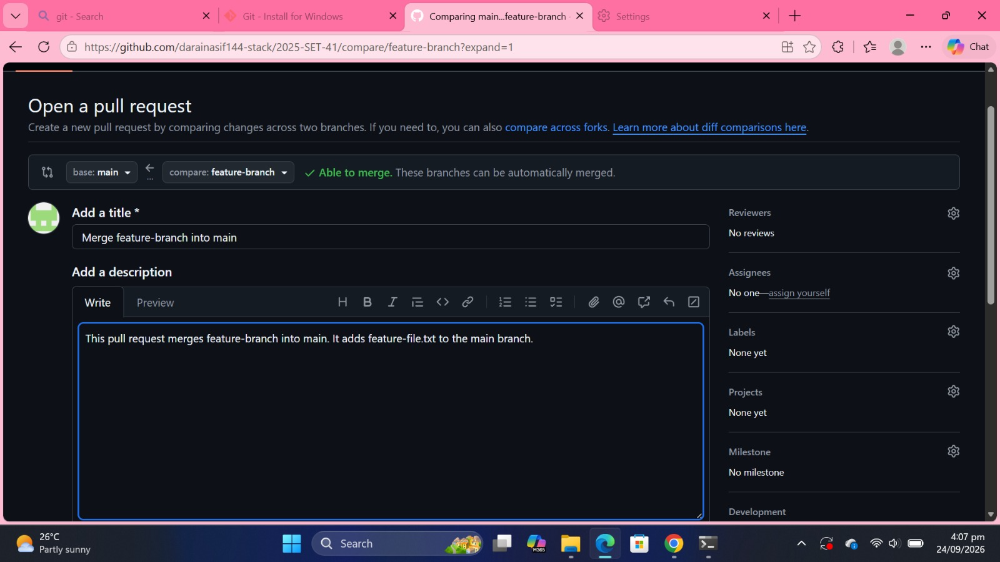 git - Search
Git - Install for Windows
Comparing main...feature-branch
Settings
https://github.com/darainasif144-stack/2025-SET-41/compare/feature-branch?expand=1
Chat
Open a pull request
Create a new pull request by comparing changes across two branches. If you need to, you can also compare across forks. Learn more about diff comparisons here.
base: main
...
compare: feature-branch
Able to merge. These branches can be automatically merged.
Add a title *
Merge feature-branch into main
Add a description
Write
Preview
This pull request merges feature-branch into main. It adds feature-file.txt to the main branch.
Reviewers
No reviews
Assignees
No one—assign yourself
Labels
None yet
Projects
None yet
Milestone
No milestone
Development
26°C
Partly sunny
Search
M365
4:07 pm
24/09/2026